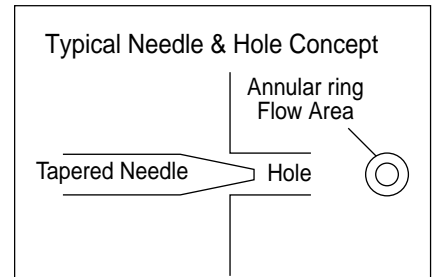 Typical Needle & Hole Concept
Annular ring
Flow Area
Tapered Needle
Hole